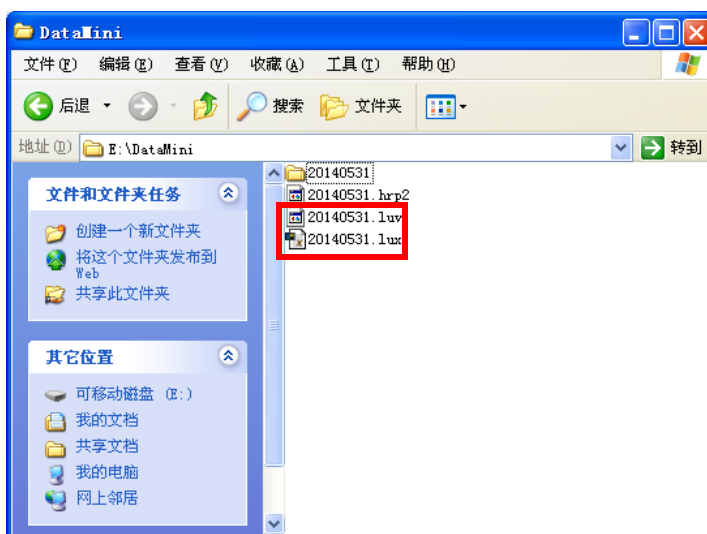 DataMini
文件(F) 编辑(E) 查看(V) 收藏(A) 工具(T) 帮助(H)
后退 搜索 文件夹
地址(D) E:\DataMini 转到
文件和文件夹任务
创建一个新文件夹
将这个文件夹发布到
Web
共享此文件夹
其它位置
可移动磁盘 (E:)
我的文档
共享文档
我的电脑
网上邻居
20140531
20140531.hrp2
20140531.luv
20140531.lux